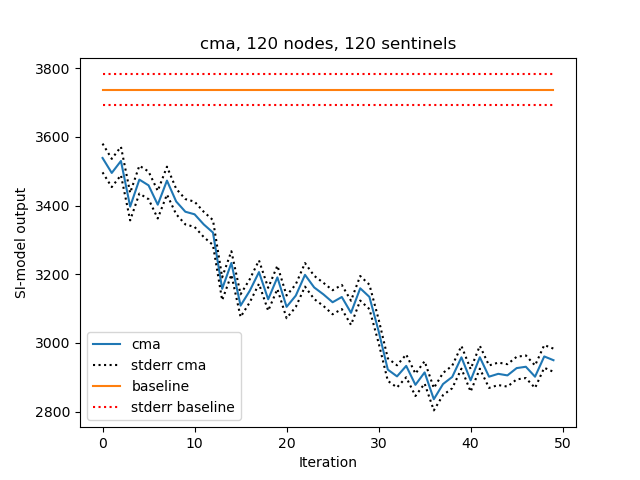 cma, 120 nodes, 120 sentinels
3800
3600
3400
3200
3000
2800
SI-model output
cma
stderr cma
baseline
stderr baseline
0 10 20 30 40 50
Iteration